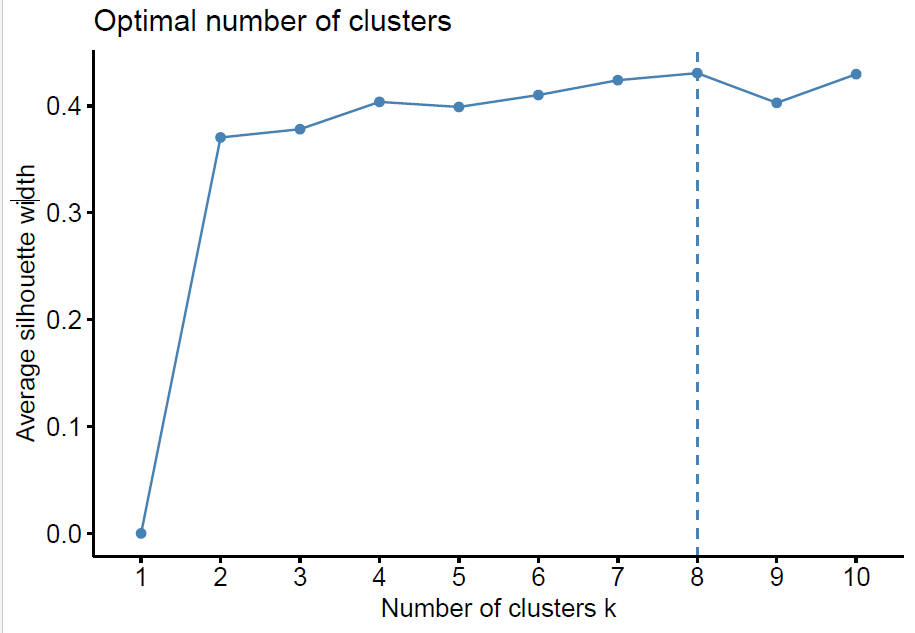 Optimal number of clusters
Average silhouette width
0.4
0.3
0.2
0.1
0.0
1 2 3 4 5 6 7 8 9 10
Number of clusters k